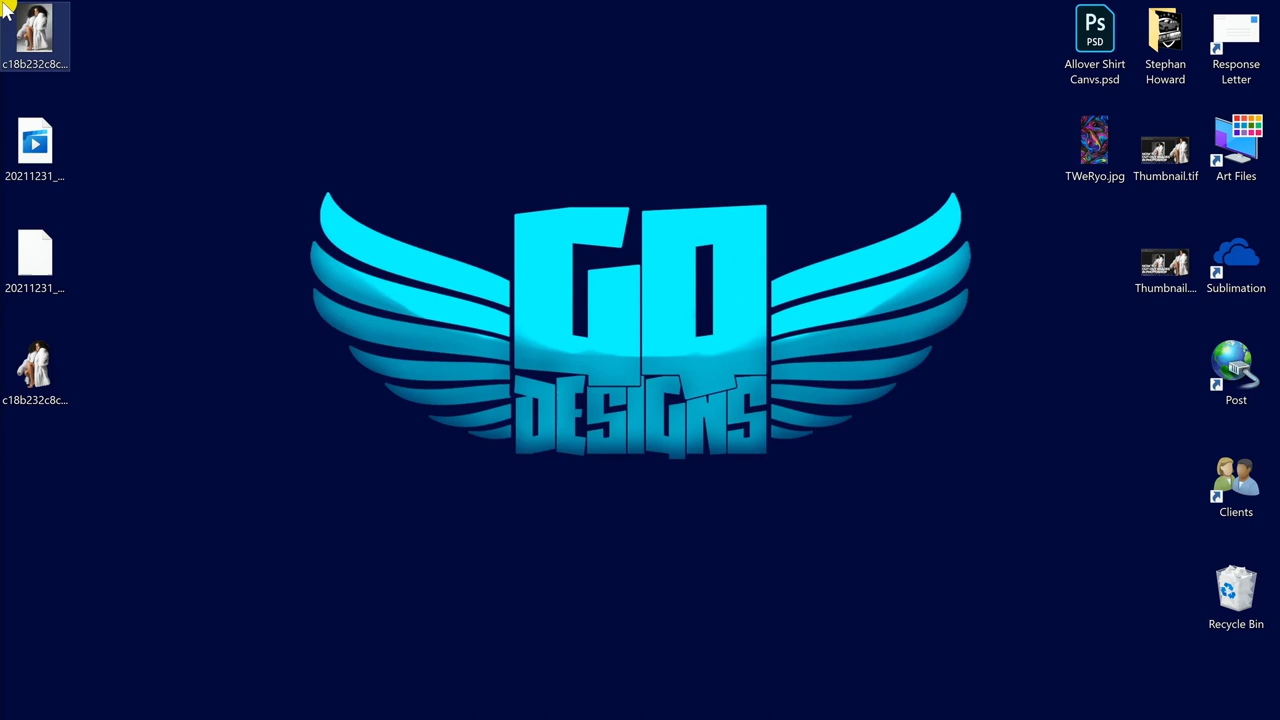 c18b232c8c...
20211231_...
20211231_...
c18b232c8c...
GO
DESIGNS
Ps
PSD
Allover Shirt
Canvs.psd
Stephan
Howard
Response
Letter
TWeRyo.jpg
Thumbnail.tif
Art Files
Thumbnail....
Sublimation
Post
Clients
Recycle Bin